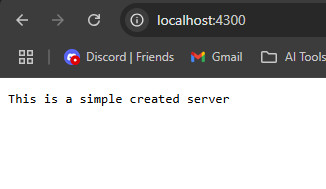 localhost:4300
Discord | Friends Gmail AI Tools
This is a simple created server